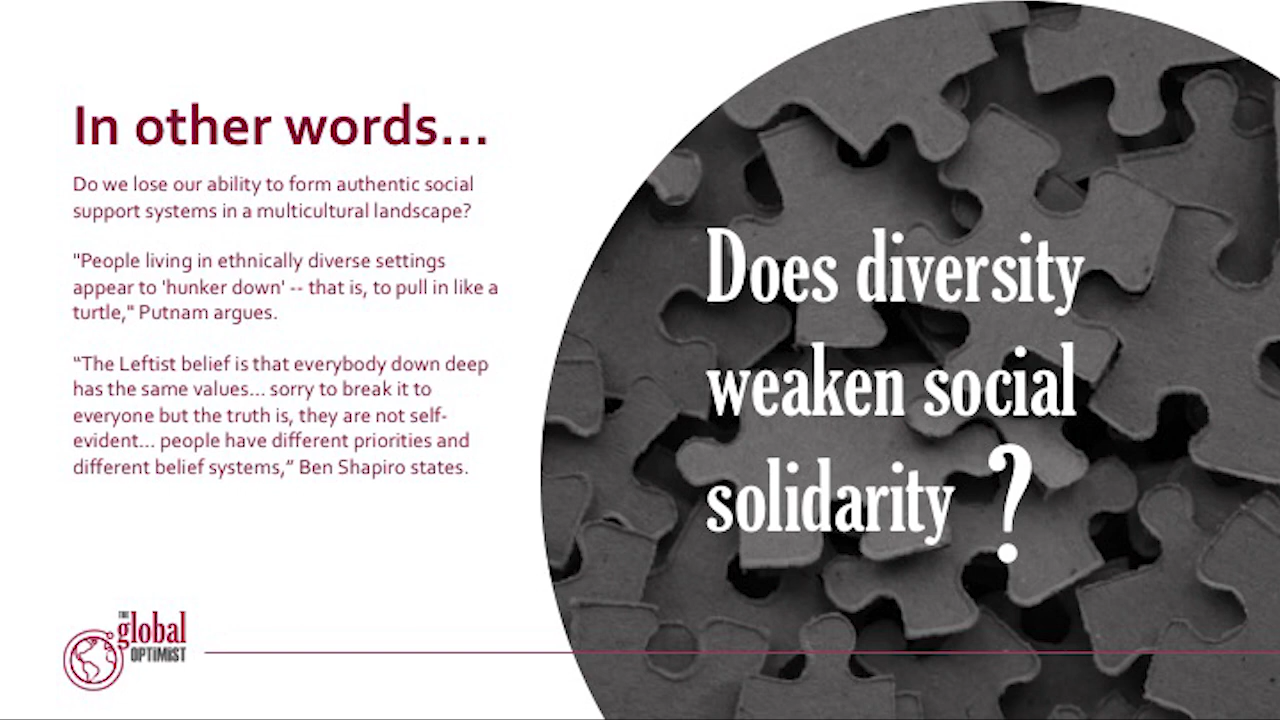 In other words...
Do we lose our ability to form authentic social
support systems in a multicultural landscape?
"People living in ethnically diverse settings
appear to 'hunker down' -- that is, to pull in like a
turtle," Putnam argues.
“The Leftist belief is that everybody down deep
has the same values... sorry to break it to
everyone but the truth is, they are not self-
evident... people have different priorities and
different belief systems,” Ben Shapiro states.
Does diversity
weaken social
solidarity ?
THE
global
OPTIMIST